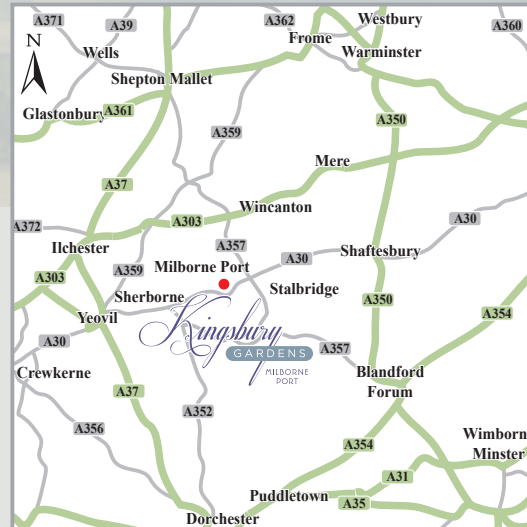 A371
A39
A362
Westbury
A360
N
Frome
Wells
Warminster
Shepton Mallet
Glastonbury
A361
A350
A359
Mere
A37
Wincanton
A303
A30
A372
Ilchester
A357
A30
Shaftesbury
A303
A359
Milborne Port
Sherborne
Stalbridge
A350
A354
Yeovil
Kingsbury
GARDENS
MILBORNE
PORT
A30
A357
Crewkerne
Blandford
Forum
A37
A352
A356
A354
Wimborn
Minster
A31
Puddletown
A35
Dorchester